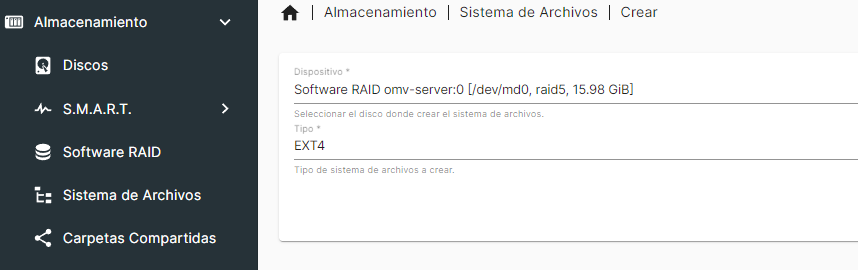 Almacenamiento
Discos
S.M.A.R.T.
Software RAID
Sistema de Archivos
Carpetas Compartidas
Almacenamiento | Sistema de Archivos | Crear
Dispositivo *
Software RAID omv-server:0 [/dev/md0, raid5, 15.98 GiB]
Seleccionar el disco donde crear el sistema de archivos.
Tipo *
EXT4
Tipo de sistema de archivos a crear.